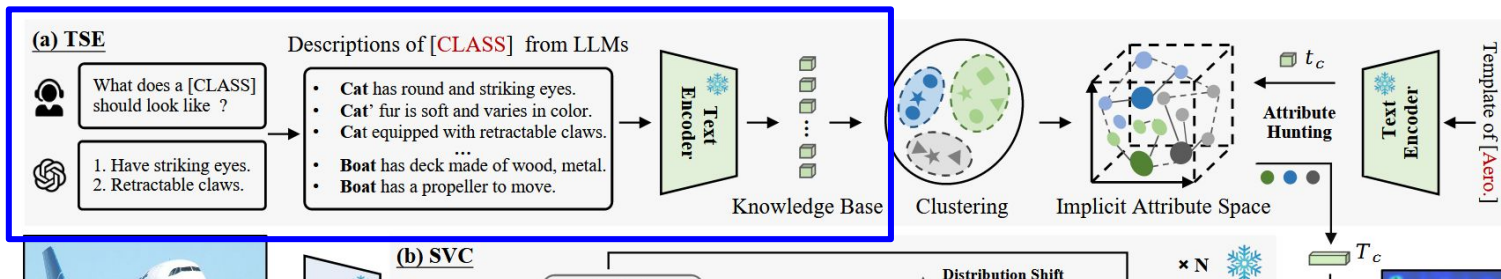 (a) TSE
What does a [CLASS]
should look like ?
1. Have striking eyes.
2. Retractable claws.
Descriptions of [CLASS] from LLMs
• Cat has round and striking eyes.
• Cat' fur is soft and varies in color.
• Cat equipped with retractable claws.
...
• Boat has deck made of wood, metal.
• Boat has a propeller to move.
Text
Encoder
...
Knowledge Base
Clustering
Implicit Attribute Space
t_c
Attribute
Hunting
Text
Encoder
Template of [Aero.]
T_c
(b) SVC
Distribution Shift
× N